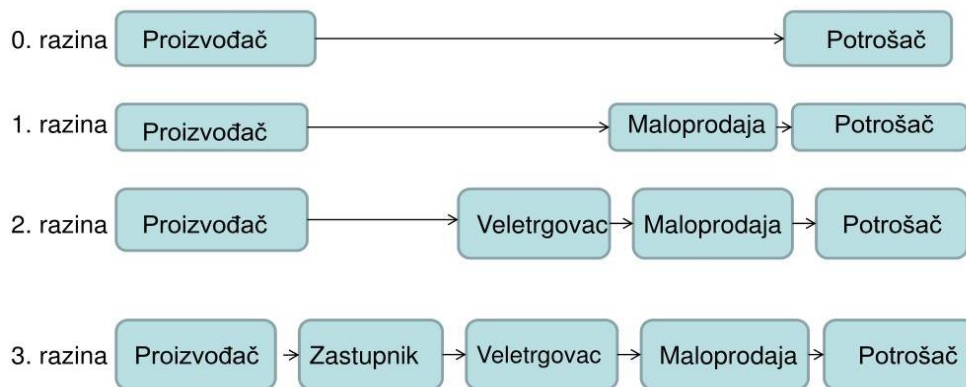 0. razina Proizvođač Potrošač
1. razina Proizvođač Maloprodaja Potrošač
2. razina Proizvođač Veletrgovac Maloprodaja Potrošač
3. razina Proizvođač Zastupnik Veletrgovac Maloprodaja Potrošač